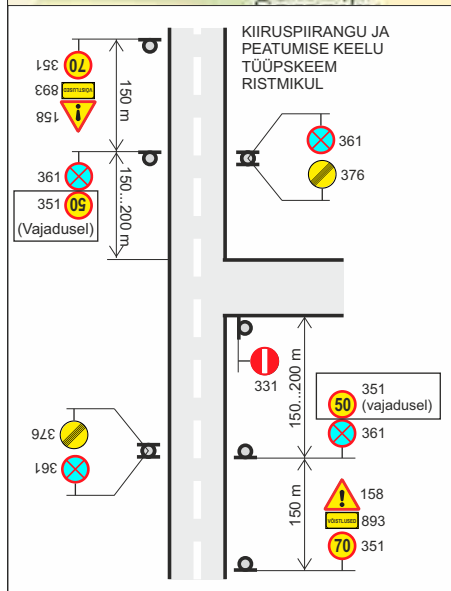 KIIRUSPIIRANGU JA
PEATUMISE KEELU
TÜÜPSKEEM
RISTMIKUL
351
70
893
VÕISTLUSED
158
150 m
361
351
50
(Vajadusel)
150...200 m
361
376
331
150...200 m
351
50
(vajadusel)
361
376
361
150 m
158
VÕISTLUSED
893
70
351